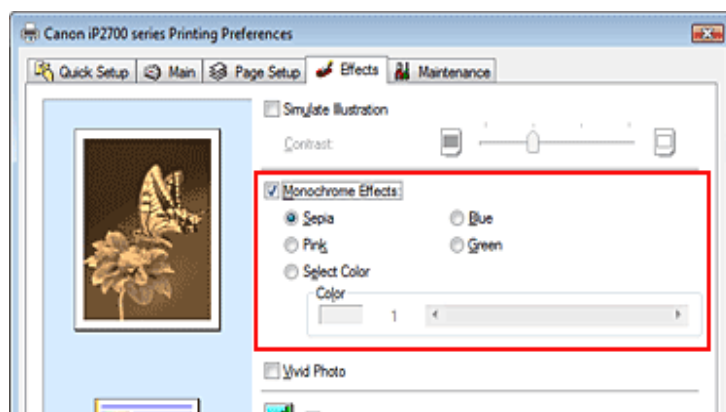 Canon iP2700 series Printing Preferences
Quick Setup Main Page Setup Effects Maintenance
Simulate Illustration
Contrast:
Monochrome Effects:
Sepia Blue
Pink Green
Select Color
Color
1
Vivid Photo